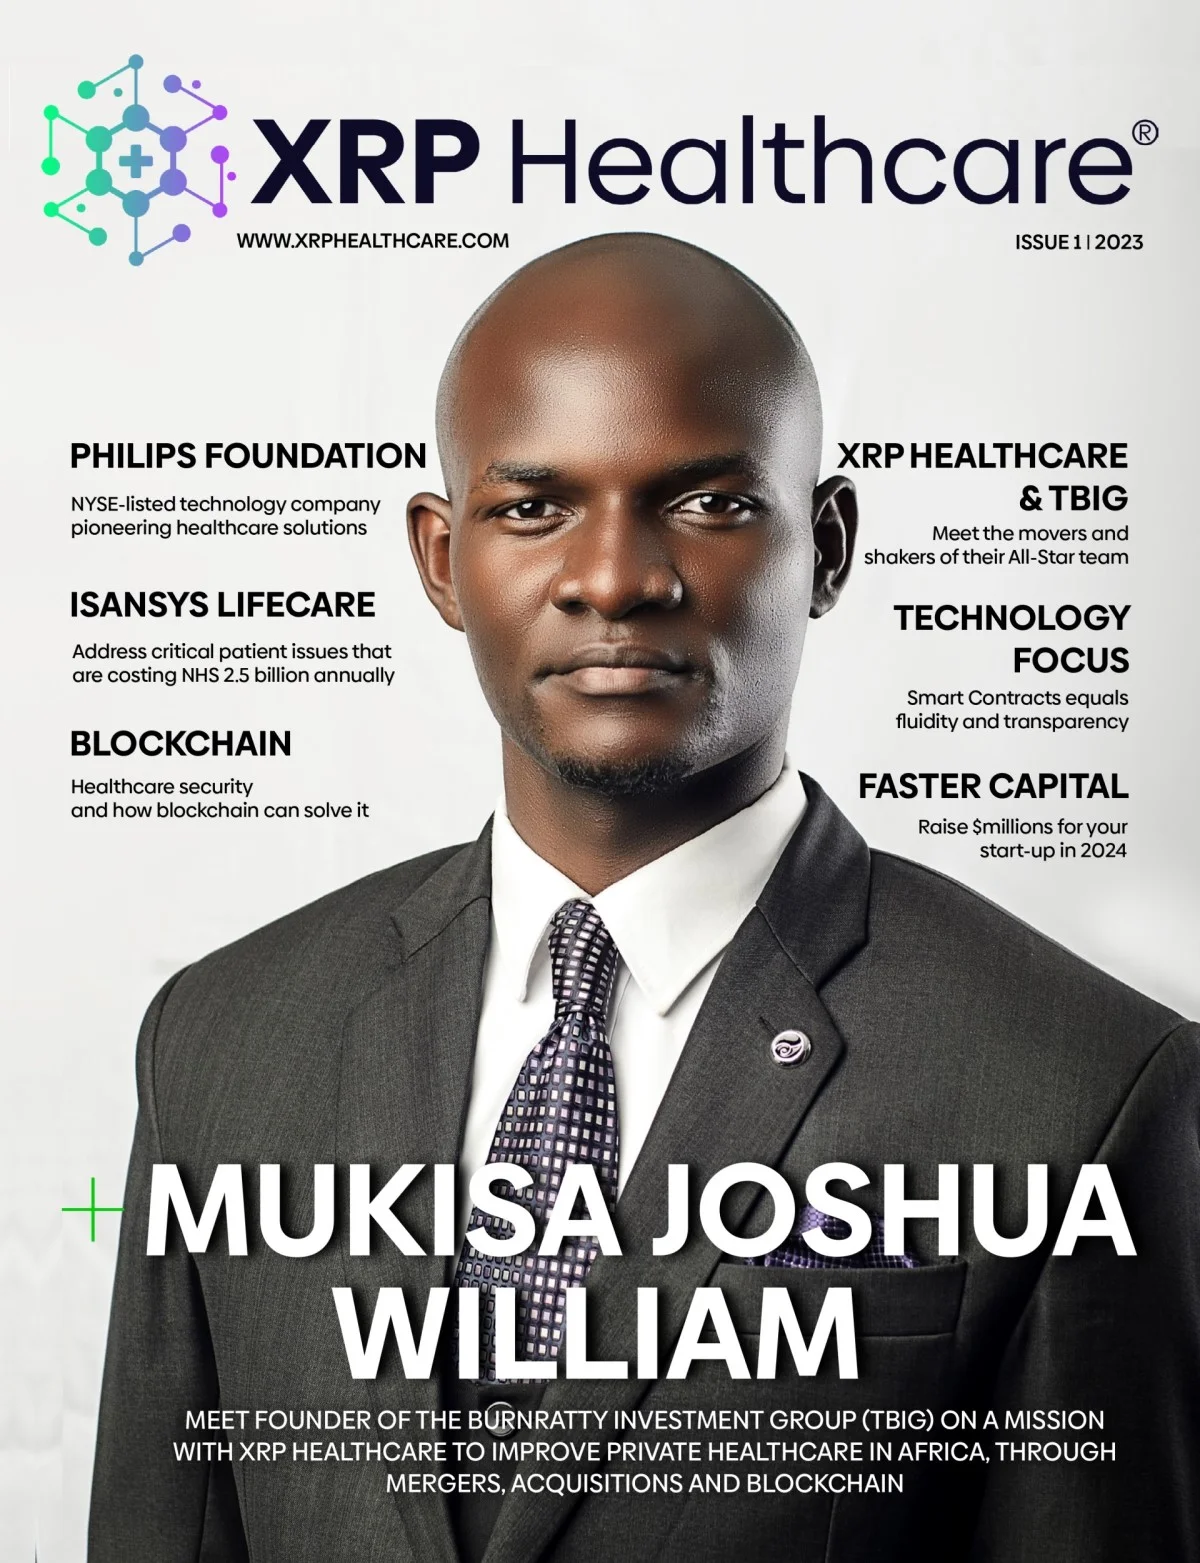 XRP Healthcare®
WWW.XRPHEALTHCARE.COM
ISSUE 1 | 2023
PHILIPS FOUNDATION
NYSE-listed technology company
pioneering healthcare solutions
ISANSYS LIFECARE
Address critical patient issues that
are costing NHS 2.5 billion annually
BLOCKCHAIN
Healthcare security
and how blockchain can solve it
XRP HEALTHCARE
& TBIG
Meet the movers and
shakers of their All-Star team
TECHNOLOGY
FOCUS
Smart Contracts equals
fluidity and transparency
FASTER CAPITAL
Raise $millions for your
start-up in 2024
MUKISA JOSHUA
WILLIAM
MEET FOUNDER OF THE BURNRATTY INVESTMENT GROUP (TBIG) ON A MISSION
WITH XRP HEALTHCARE TO IMPROVE PRIVATE HEALTHCARE IN AFRICA, THROUGH
MERGERS, ACQUISITIONS AND BLOCKCHAIN